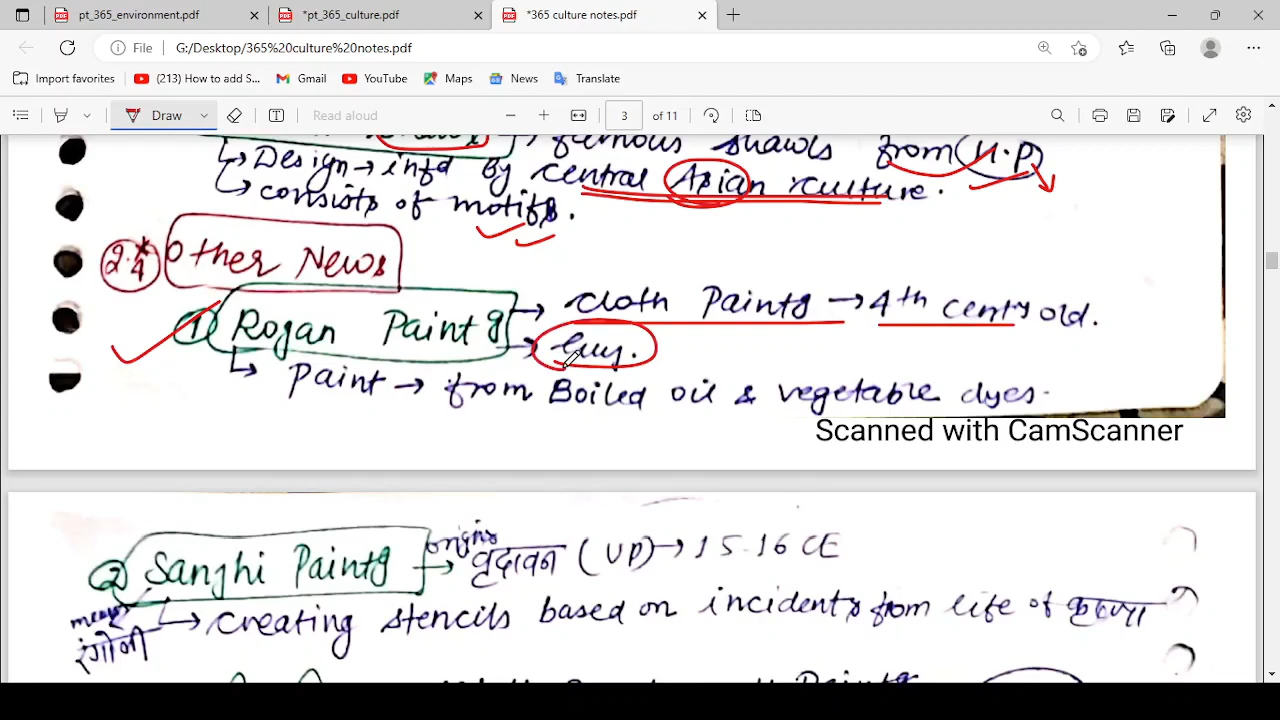 pt_365_environment.pdf
*pt_365_culture.pdf
*365 culture notes.pdf
File
G:/Desktop/365%20culture%20notes.pdf
Import favorites
(213) How to add S...
Gmail
YouTube
Maps
News
Translate
Draw
Read aloud
3
of 11
famous shawls from U.P
Design → infd by central Asian culture.
consists of motifs.
2.4 * Other News
① Rogan Paintg → cloth Paintg → 4th centy old.
→ Guj.
Paint → from Boiled oil & vegetable dyes.
Scanned with CamScanner
② Sanghi Paintg origin → वृंदावन (UP) → 15-16 CE
means रंगोली
creating stencils based on incidents from life of कृष्ण